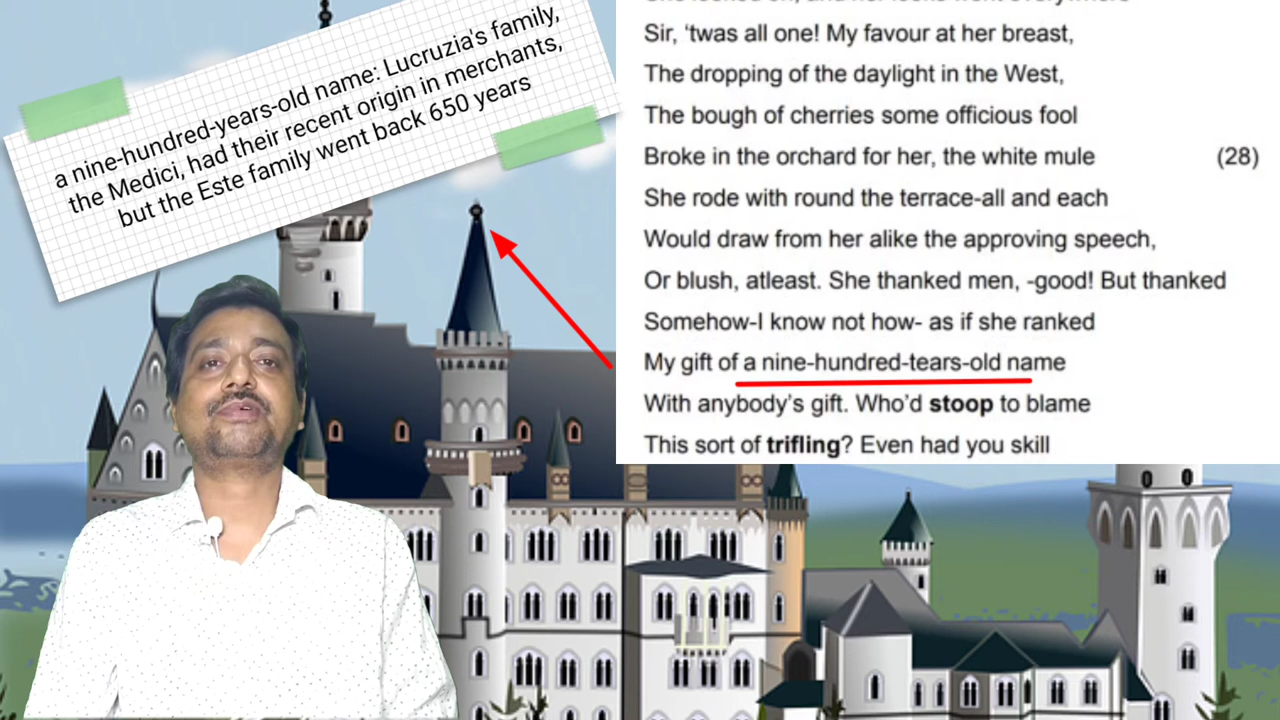 a nine-hundred-years-old name: Lucruzia's family,
the Medici, had their recent origin in merchants,
but the Este family went back 650 years
Sir, ‘twas all one! My favour at her breast,
The dropping of the daylight in the West,
The bough of cherries some officious fool
Broke in the orchard for her, the white mule (28)
She rode with round the terrace-all and each
Would draw from her alike the approving speech,
Or blush, atleast. She thanked men, -good! But thanked
Somehow-I know not how- as if she ranked
My gift of a nine-hundred-tears-old name
With anybody’s gift. Who’d stoop to blame
This sort of trifling? Even had you skill